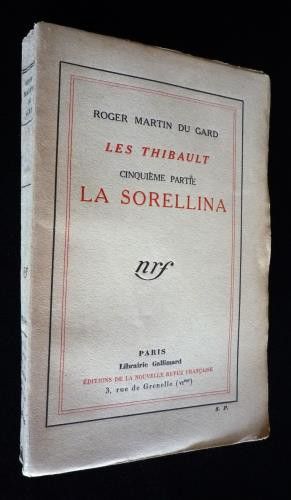 ROGER MARTIN DU GARD
LES THIBAULT
CINQUIÈME PARTIE
LA SORELLINA
nrf
PARIS
Librairie Gallimard
ÉDITIONS DE LA NOUVELLE REVUE FRANÇAISE
3, rue de Grenelle (VIme)
S. P.
nrf